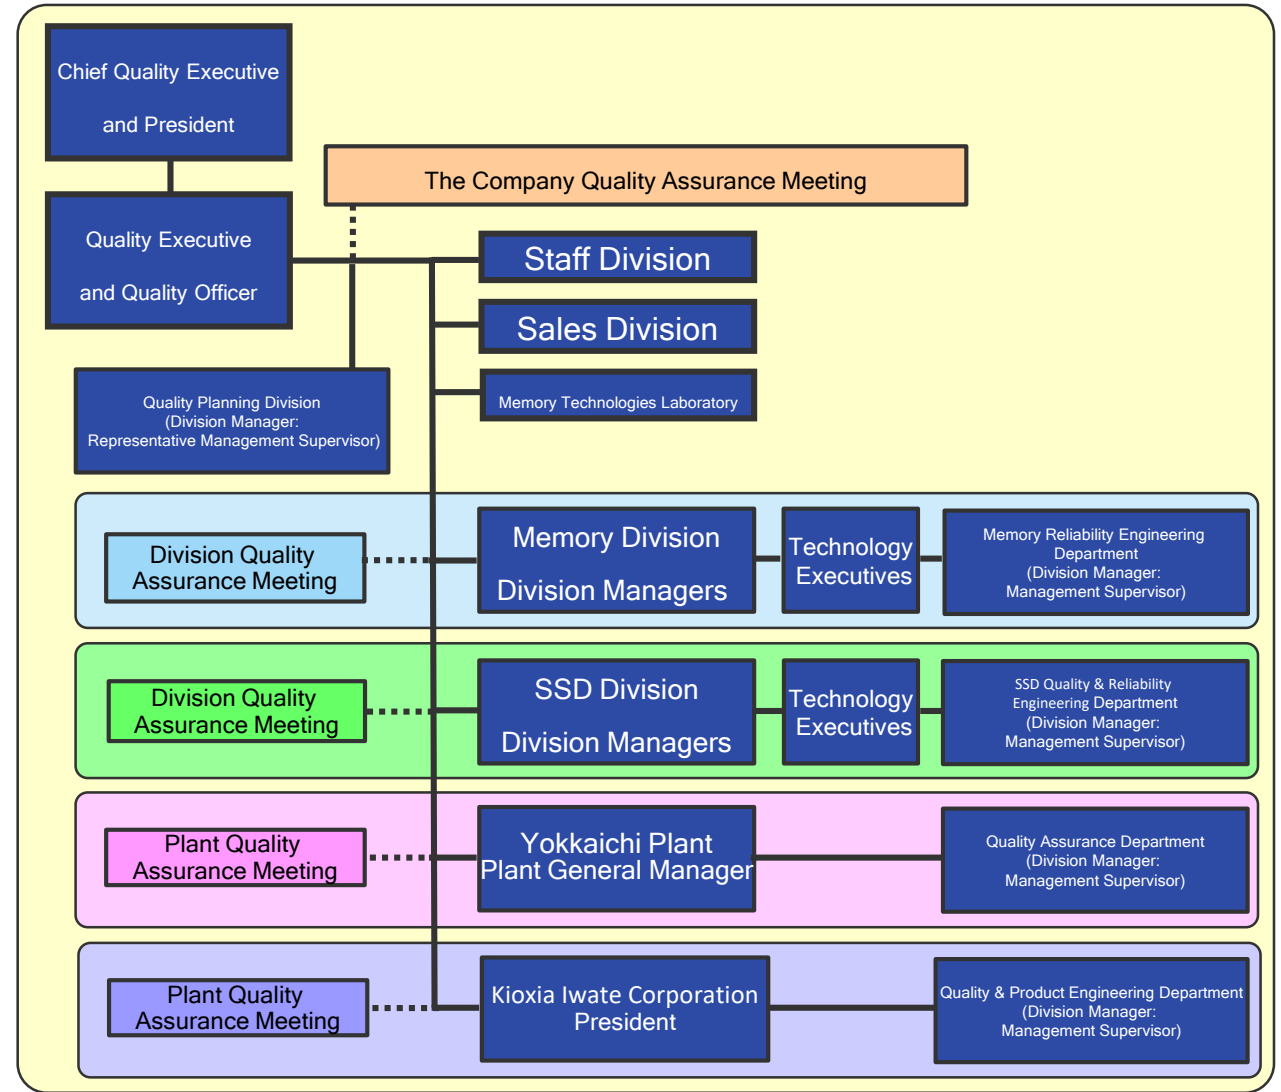 Chief Quality Executive
and President
The Company Quality Assurance Meeting
Quality Executive
and Quality Officer
Staff Division
Sales Division
Memory Technologies Laboratory
Quality Planning Division
(Division Manager:
Representative Management Supervisor)
Division Quality
Assurance Meeting
Memory Division
Division Managers
Technology
Executives
Memory Reliability Engineering
Department
(Division Manager:
Management Supervisor)
Division Quality
Assurance Meeting
SSD Division
Division Managers
Technology
Executives
SSD Quality & Reliability
Engineering Department
(Division Manager:
Management Supervisor)
Plant Quality
Assurance Meeting
Yokkaichi Plant
Plant General Manager
Quality Assurance Department
(Division Manager:
Management Supervisor)
Plant Quality
Assurance Meeting
Kioxia Iwate Corporation
President
Quality & Product Engineering Department
(Division Manager:
Management Supervisor)